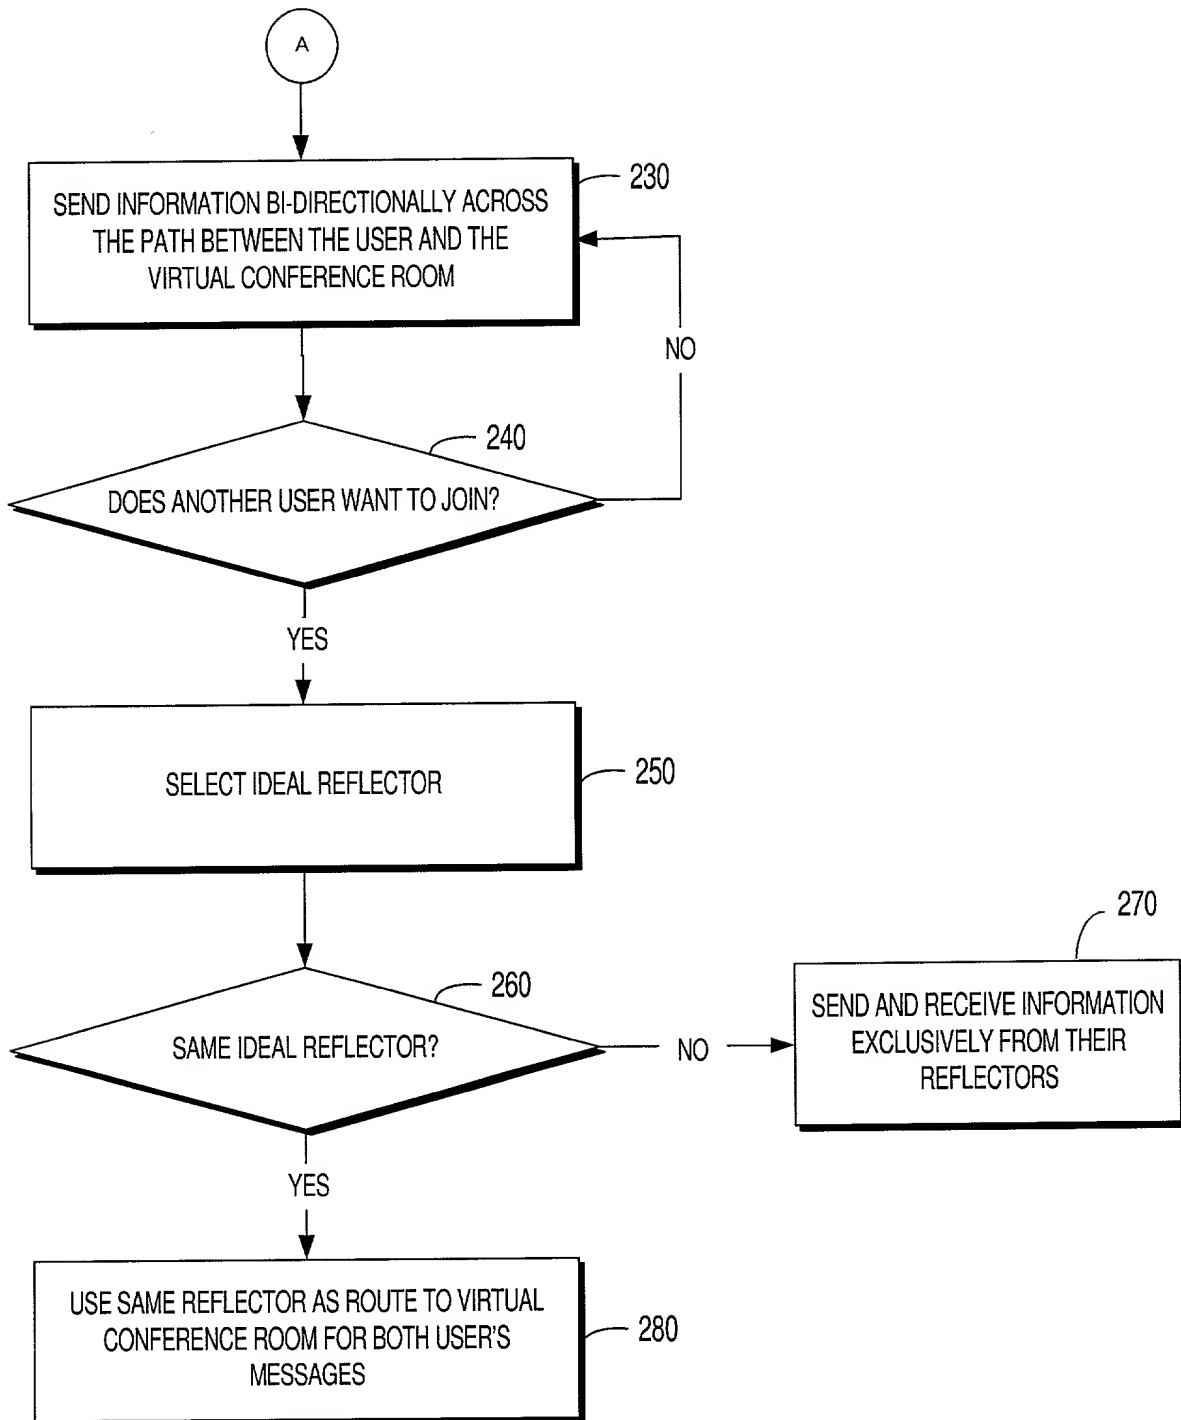 A
230
SEND INFORMATION BI-DIRECTIONALLY ACROSS
THE PATH BETWEEN THE USER AND THE
VIRTUAL CONFERENCE ROOM
NO
240
DOES ANOTHER USER WANT TO JOIN?
YES
250
SELECT IDEAL REFLECTOR
260
SAME IDEAL REFLECTOR?
NO
270
SEND AND RECEIVE INFORMATION
EXCLUSIVELY FROM THEIR
REFLECTORS
YES
USE SAME REFLECTOR AS ROUTE TO VIRTUAL
CONFERENCE ROOM FOR BOTH USER'S
MESSAGES
280